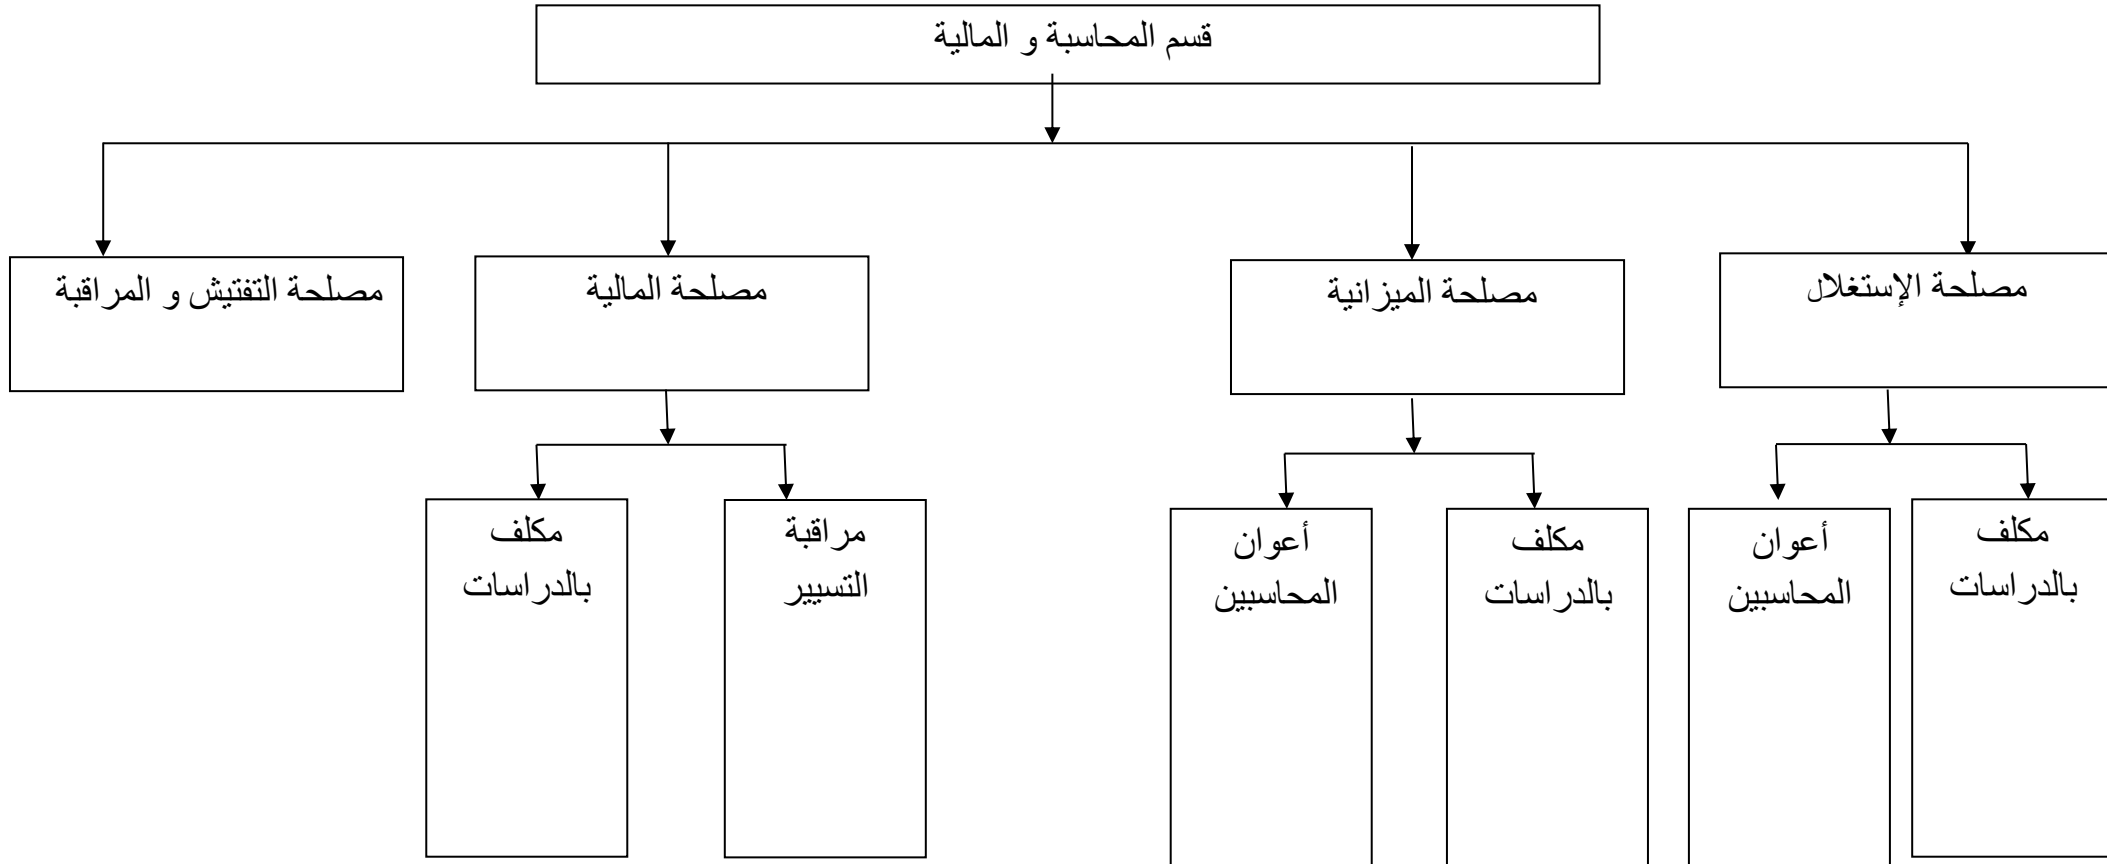 قسم المحاسبة و المالية
مصلحة الإستغلال
مصلحة الميزانية
مصلحة المالية
مصلحة التفتيش و المراقبة
مكلف
بالدراسات
أعوان
المحاسبين
مكلف
بالدراسات
أعوان
المحاسبين
مراقبة
التسيير
مكلف
بالدراسات